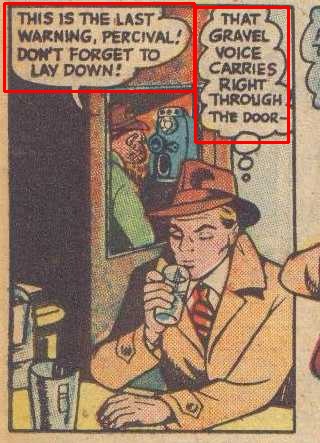 THIS IS THE LAST
WARNING, PERCIVAL!
DON'T FORGET TO
LAY DOWN!
THAT
GRAVEL
VOICE
CARRIES
RIGHT
THROUGH
THE DOOR-